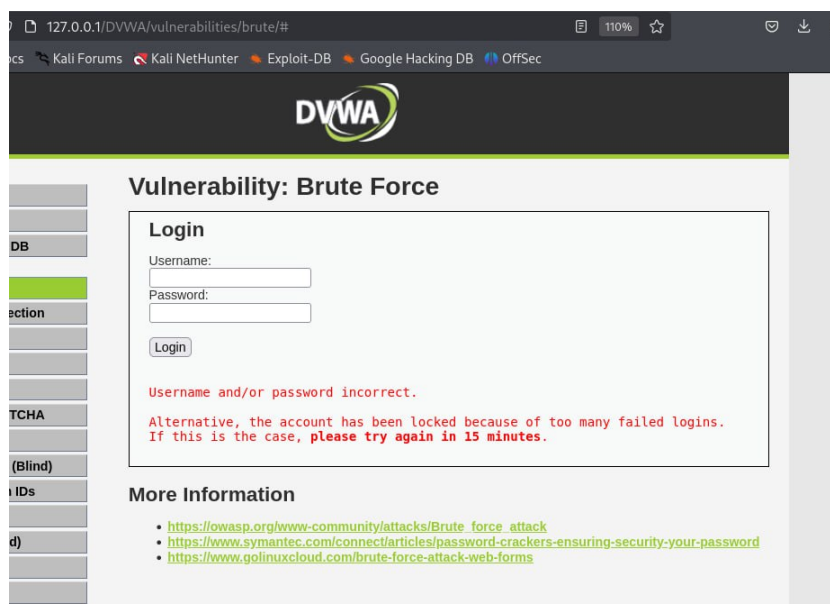 127.0.0.1/DVWA/vulnerabilities/brute/# 110%
ocs Kali Forums Kali NetHunter Exploit-DB Google Hacking DB OffSec
DVWA
Vulnerability: Brute Force
DB
Login
Username:
Password:
ection
Login
Username and/or password incorrect.
TCHA
Alternative, the account has been locked because of too many failed logins.
If this is the case, please try again in 15 minutes.
(Blind)
IDs
More Information
https://owasp.org/www-community/attacks/Brute_force_attack
d)
https://www.symantec.com/connect/articles/password-crackers-ensuring-security-your-password
https://www.golinuxcloud.com/brute-force-attack-web-forms